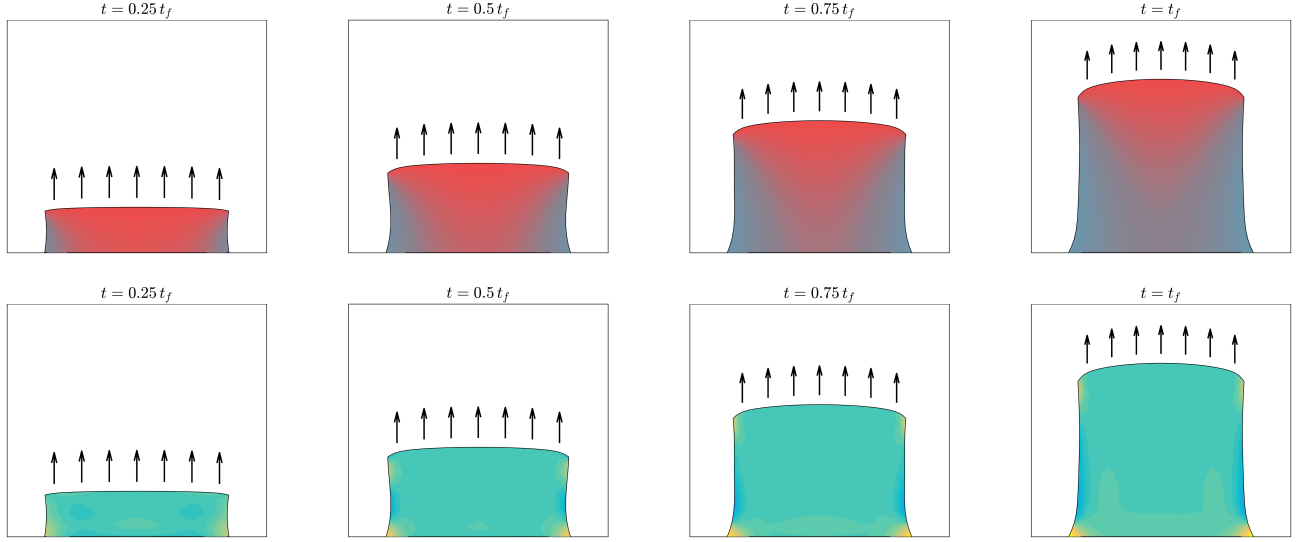 t = 0.25 t_f
t = 0.5 t_f
t = 0.75 t_f
t = t_f
t = 0.25 t_f
t = 0.5 t_f
t = 0.75 t_f
t = t_f